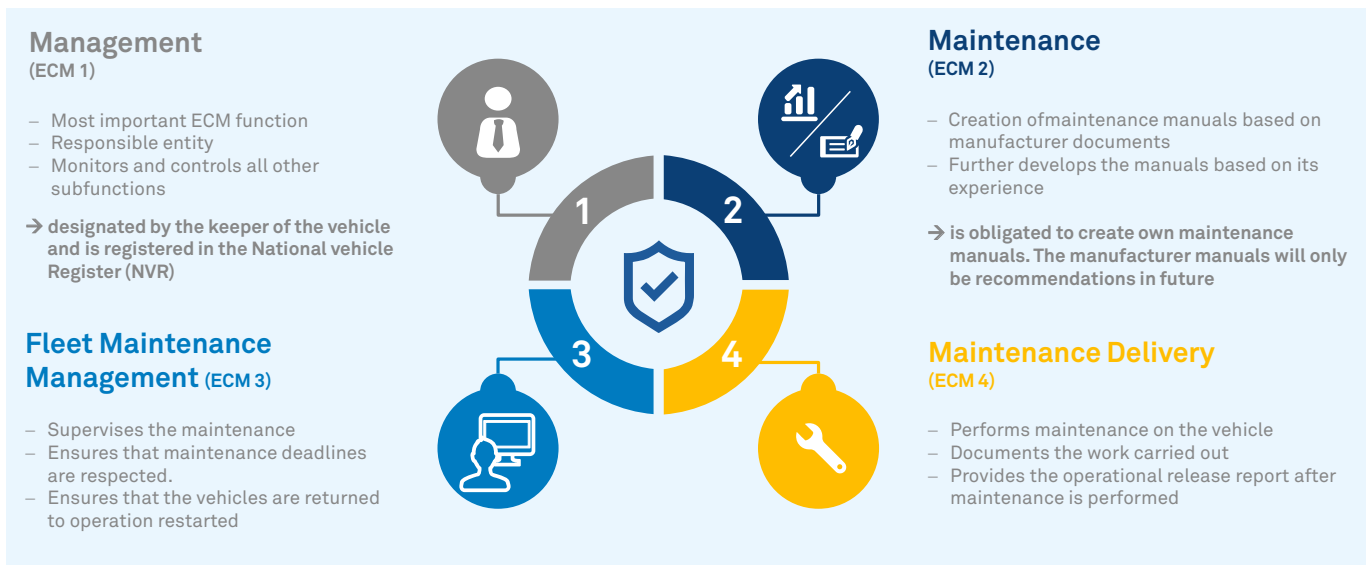 Management
(ECM 1)
– Most important ECM function
– Responsible entity
– Monitors and controls all other
subfunctions
→ designated by the keeper of the vehicle
and is registered in the National vehicle
Register (NVR)
1
Maintenance
(ECM 2)
– Creation ofmaintenance manuals based on
manufacturer documents
– Further develops the manuals based on its
experience
→ is obligated to create own maintenance
manuals. The manufacturer manuals will only
be recommendations in future
2
Fleet Maintenance
Management (ECM 3)
– Supervises the maintenance
– Ensures that maintenance deadlines
are respected.
– Ensures that the vehicles are returned
to operation restarted
3
Maintenance Delivery
(ECM 4)
– Performs maintenance on the vehicle
– Documents the work carried out
– Provides the operational release report after
maintenance is performed
4